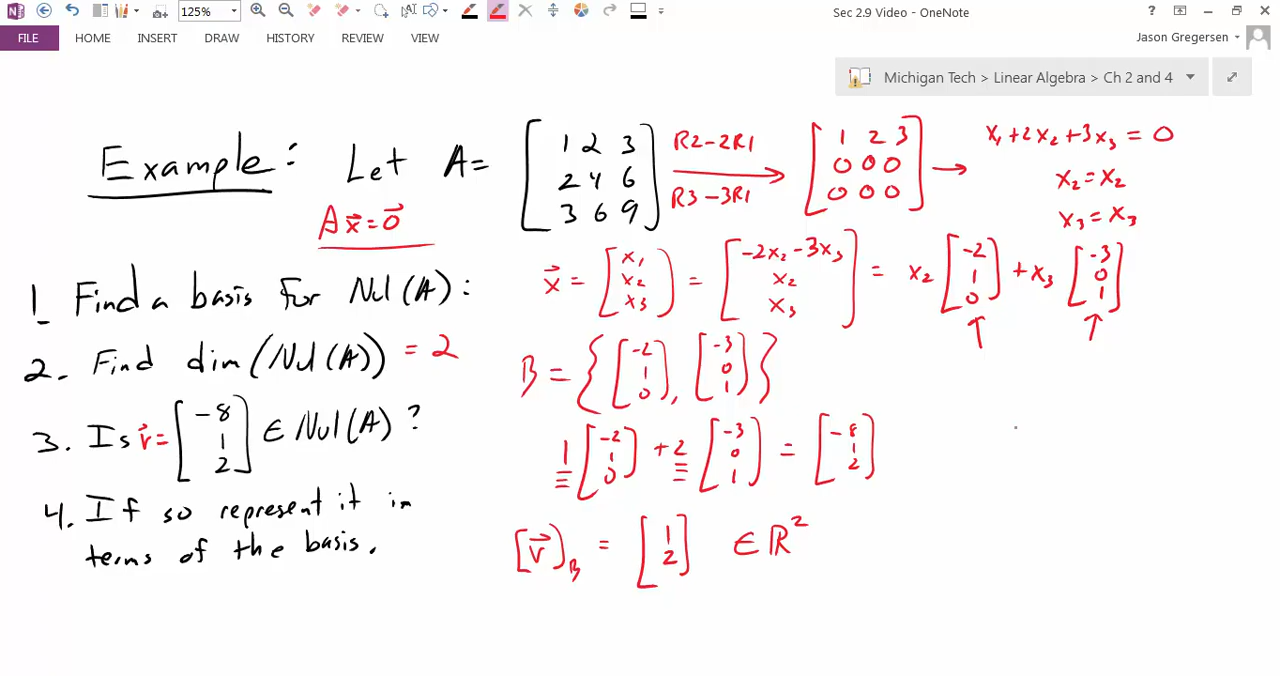 125%
Sec 2.9 Video - OneNote
FILE HOME INSERT DRAW HISTORY REVIEW VIEW
Jason Gregersen
Michigan Tech > Linear Algebra > Ch 2 and 4
Example: Let A = [1 2 3; 2 4 6; 3 6 9] R2-2R1 R3-3R1 → [1 2 3; 0 0 0; 0 0 0] → x₁+2x₂+3x₃ = 0
x₂ = x₂
x₃ = x₃
Ax⃗ = 0⃗
x⃗ = [x₁; x₂; x₃] = [-2x₂ -3x₃; x₂; x₃] = x₂ [-2; 1; 0] + x₃ [-3; 0; 1]
1. Find a basis for Nul(A):
B = { [-2; 1; 0], [-3; 0; 1] }
2. Find dim(Nul(A)) = 2
3. Is v⃗ = [-8; 1; 2] ∈ Nul(A)?
1 [-2; 1; 0] + 2 [-3; 0; 1] = [-8; 1; 2]
4. If so represent it in
terms of the basis.
[v⃗]B = [1; 2] ∈ ℝ²